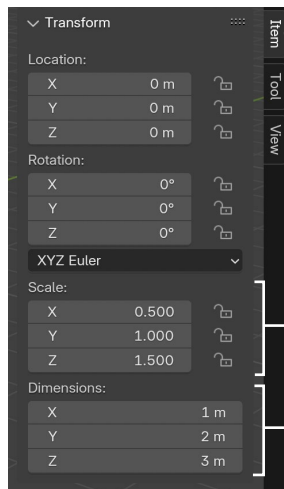 Transform
Location:
X 0 m
Y 0 m
Z 0 m
Rotation:
X 0°
Y 0°
Z 0°
XYZ Euler
Scale:
X 0.500
Y 1.000
Z 1.500
Dimensions:
X 1 m
Y 2 m
Z 3 m
Item
Tool
View